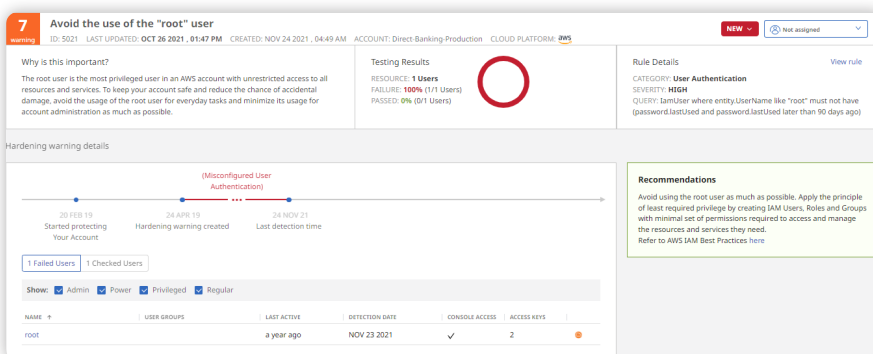 7
warning
Avoid the use of the "root" user
ID: 5021 LAST UPDATED: OCT 26 2021 , 01:47 PM CREATED: NOV 24 2021 , 04:49 AM ACCOUNT: Direct-Banking-Production CLOUD PLATFORM: aws
NEW
Not assigned
Why is this important?
The root user is the most privileged user in an AWS account with unrestricted access to all
resources and services. To keep your account safe and reduce the chance of accidental
damage, avoid the usage of the root user for everyday tasks and minimize its usage for
account administration as much as possible.
Testing Results
RESOURCE: 1 Users
FAILURE: 100% (1/1 Users)
PASSED: 0% (0/1 Users)
Rule Details
View rule
CATEGORY: User Authentication
SEVERITY: HIGH
QUERY: IamUser where entity.UserName like "root" must not have
(password.lastUsed and password.lastUsed later than 90 days ago)
Hardening warning details
(Misconfigured User
Authentication)
20 FEB 19
Started protecting
Your Account
24 APR 19
Hardening warning created
24 NOV 21
Last detection time
1 Failed Users 1 Checked Users
Show: Admin Power Privileged Regular
NAME ↑ USER GROUPS LAST ACTIVE DETECTION DATE CONSOLE ACCESS ACCESS KEYS
root a year ago NOV 23 2021 ✓ 2
Recommendations
Avoid using the root user as much as possible. Apply the principle
of least required privilege by creating IAM Users, Roles and Groups
with minimal set of permissions required to access and manage
the resources and services they need.
Refer to AWS IAM Best Practices here